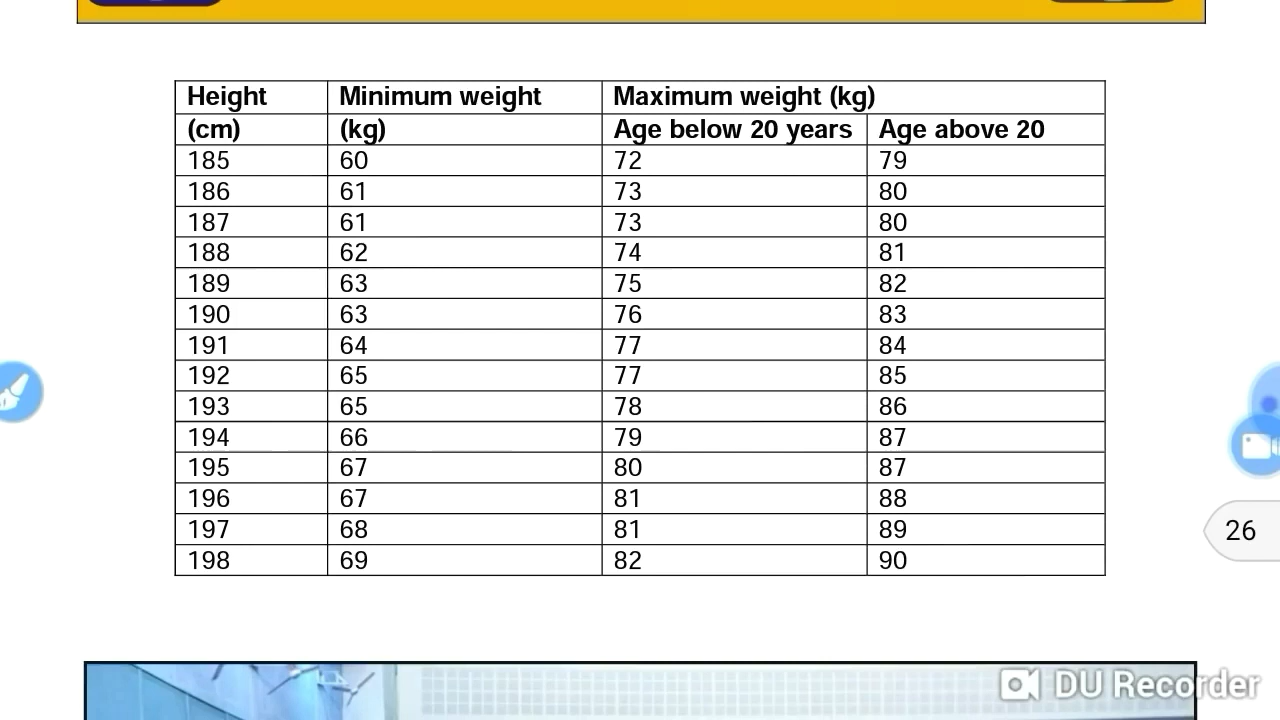 Height Minimum weight Maximum weight (kg)
(cm) (kg) Age below 20 years Age above 20
185 60 72 79
186 61 73 80
187 61 73 80
188 62 74 81
189 63 75 82
190 63 76 83
191 64 77 84
192 65 77 85
193 65 78 86
194 66 79 87
195 67 80 87
196 67 81 88
197 68 81 89
198 69 82 90
26
DU Recorder